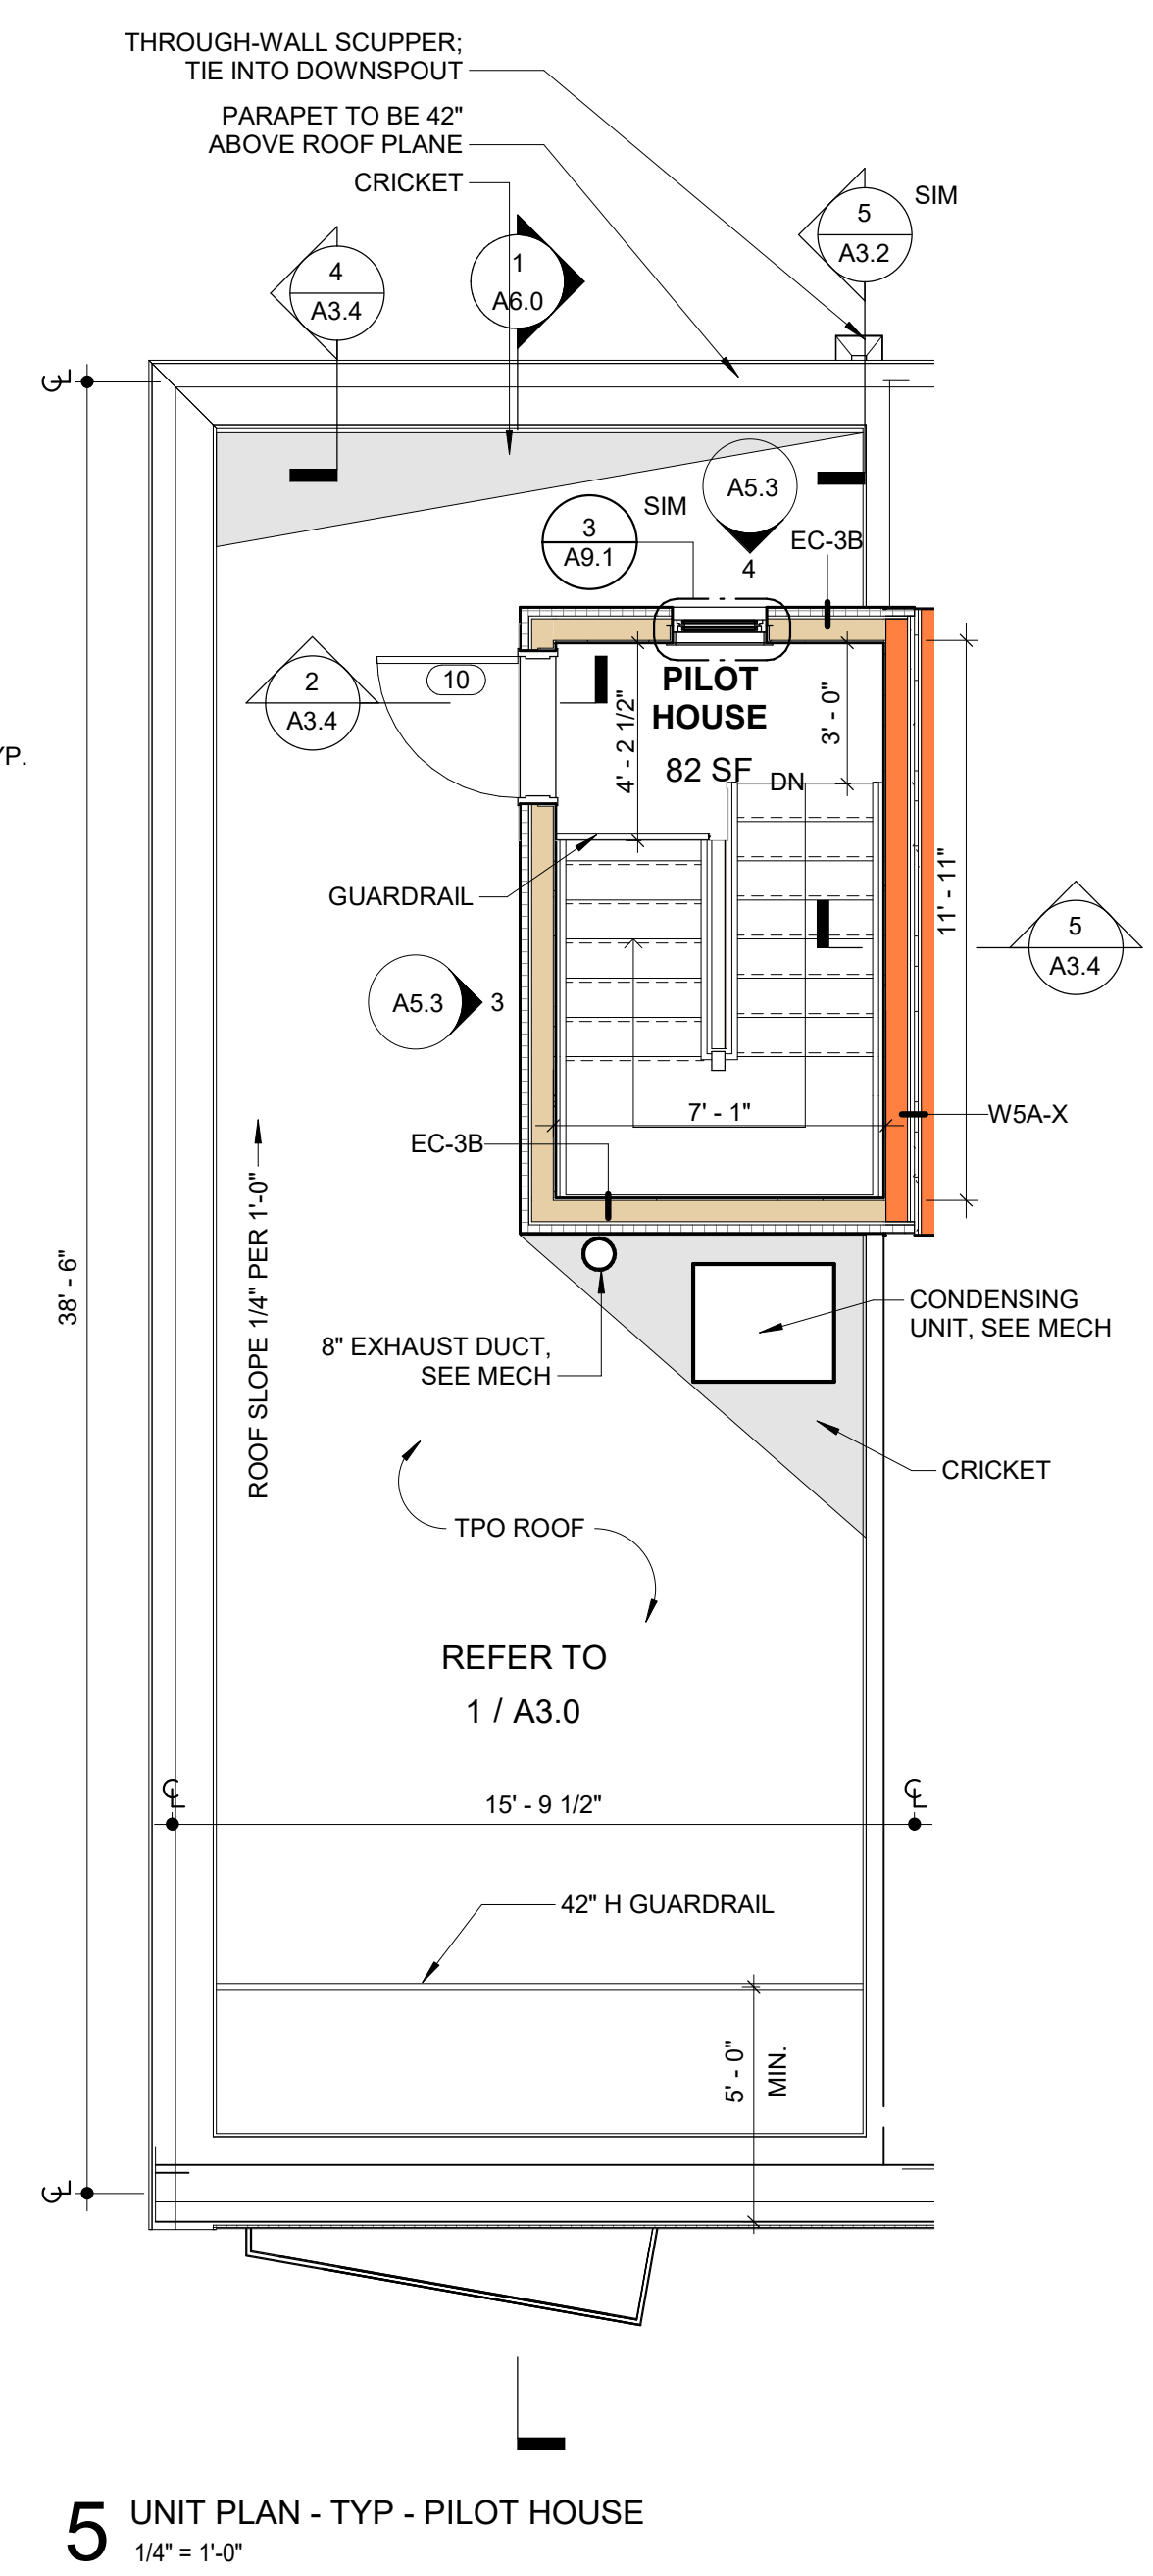 THROUGH-WALL SCUPPER;
TIE INTO DOWNSPOUT
PARAPET TO BE 42"
ABOVE ROOF PLANE
CRICKET
SIM
5
A3.2
4
A3.4
1
A6.0
CL
A5.3
4
SIM
3
A9.1
EC-3B
10
2
A3.4
PILOT
HOUSE
82 SF
4' - 2 1/2"
3' - 0"
DN
YP.
GUARDRAIL
11' - 11"
5
A3.4
A5.3
3
7' - 1"
W5A-X
EC-3B
ROOF SLOPE 1/4" PER 1'-0"
38' - 6"
CONDENSING
UNIT, SEE MECH
8" EXHAUST DUCT,
SEE MECH
CRICKET
TPO ROOF
REFER TO
1 / A3.0
CL
CL
15' - 9 1/2"
42" H GUARDRAIL
5' - 0"
MIN.
CL
5
UNIT PLAN - TYP - PILOT HOUSE
1/4" = 1'-0"